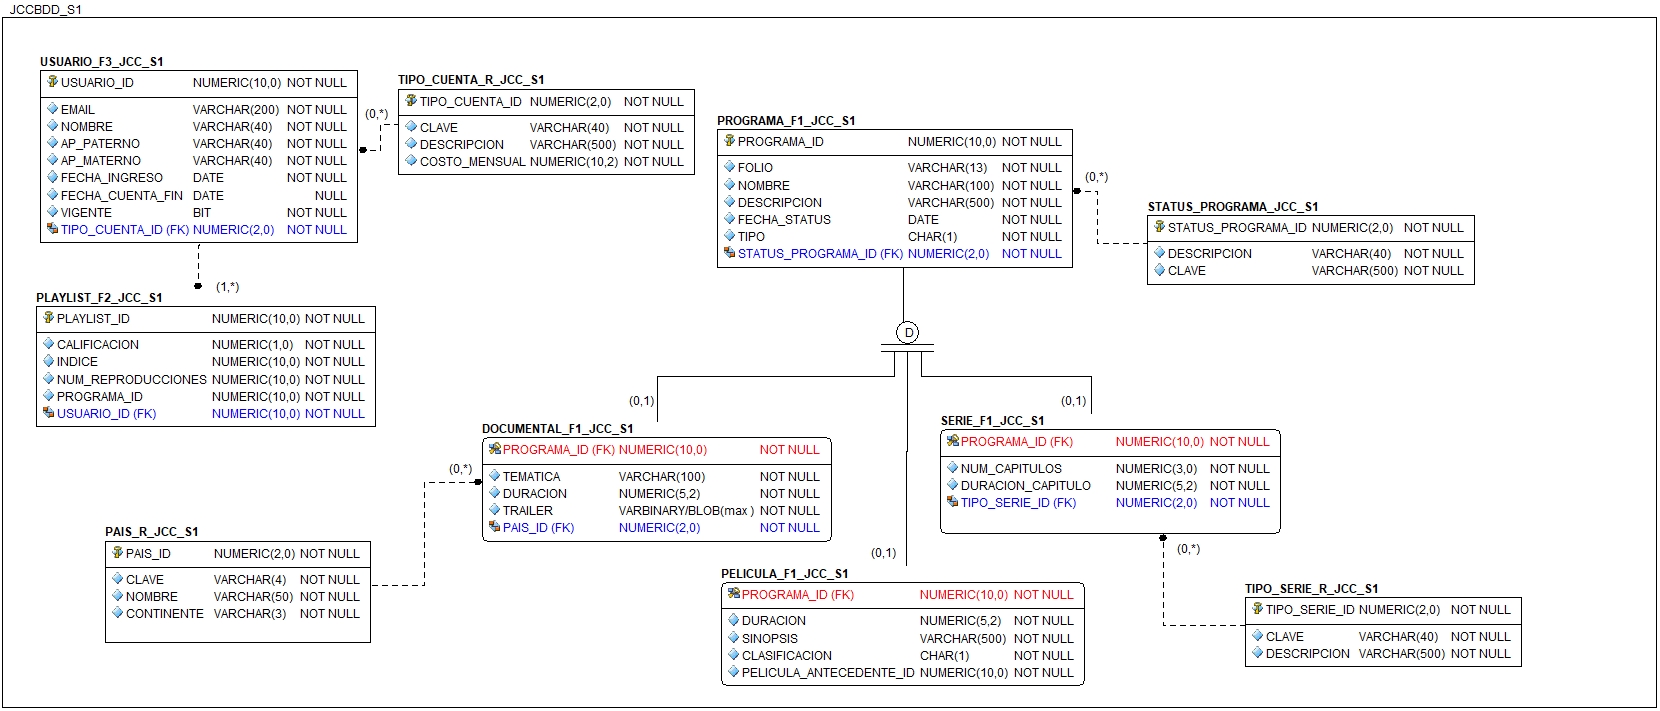 JCCBDD_S1
USUARIO_F3_JCC_S1
USUARIO_ID NUMERIC(10,0) NOT NULL
EMAIL VARCHAR(200) NOT NULL
NOMBRE VARCHAR(40) NOT NULL
AP_PATERNO VARCHAR(40) NOT NULL
AP_MATERNO VARCHAR(40) NOT NULL
FECHA_INGRESO DATE NOT NULL
FECHA_CUENTA_FIN DATE NULL
VIGENTE BIT NOT NULL
TIPO_CUENTA_ID (FK) NUMERIC(2,0) NOT NULL
(0,*)
TIPO_CUENTA_R_JCC_S1
TIPO_CUENTA_ID NUMERIC(2,0) NOT NULL
CLAVE VARCHAR(40) NOT NULL
DESCRIPCION VARCHAR(500) NOT NULL
COSTO_MENSUAL NUMERIC(10,2) NOT NULL
PROGRAMA_F1_JCC_S1
PROGRAMA_ID NUMERIC(10,0) NOT NULL
FOLIO VARCHAR(13) NOT NULL
NOMBRE VARCHAR(100) NOT NULL
DESCRIPCION VARCHAR(500) NOT NULL
FECHA_STATUS DATE NOT NULL
TIPO CHAR(1) NOT NULL
STATUS_PROGRAMA_ID (FK) NUMERIC(2,0) NOT NULL
(0,*)
STATUS_PROGRAMA_JCC_S1
STATUS_PROGRAMA_ID NUMERIC(2,0) NOT NULL
DESCRIPCION VARCHAR(40) NOT NULL
CLAVE VARCHAR(500) NOT NULL
(1,*)
PLAYLIST_F2_JCC_S1
PLAYLIST_ID NUMERIC(10,0) NOT NULL
CALIFICACION NUMERIC(1,0) NOT NULL
INDICE NUMERIC(10,0) NOT NULL
NUM_REPRODUCCIONES NUMERIC(10,0) NOT NULL
PROGRAMA_ID NUMERIC(10,0) NOT NULL
USUARIO_ID (FK) NUMERIC(10,0) NOT NULL
D
(0,1)
DOCUMENTAL_F1_JCC_S1
PROGRAMA_ID (FK) NUMERIC(10,0) NOT NULL
TEMATICA VARCHAR(100) NOT NULL
DURACION NUMERIC(5,2) NOT NULL
TRAILER VARBINARY/BLOB(max ) NOT NULL
PAIS_ID (FK) NUMERIC(2,0) NOT NULL
(0,*)
(0,1)
SERIE_F1_JCC_S1
PROGRAMA_ID (FK) NUMERIC(10,0) NOT NULL
NUM_CAPITULOS NUMERIC(3,0) NOT NULL
DURACION_CAPITULO NUMERIC(5,2) NOT NULL
TIPO_SERIE_ID (FK) NUMERIC(2,0) NOT NULL
(0,*)
PAIS_R_JCC_S1
PAIS_ID NUMERIC(2,0) NOT NULL
CLAVE VARCHAR(4) NOT NULL
NOMBRE VARCHAR(50) NOT NULL
CONTINENTE VARCHAR(3) NOT NULL
(0,1)
PELICULA_F1_JCC_S1
PROGRAMA_ID (FK) NUMERIC(10,0) NOT NULL
DURACION NUMERIC(5,2) NOT NULL
SINOPSIS VARCHAR(500) NOT NULL
CLASIFICACION CHAR(1) NOT NULL
PELICULA_ANTECEDENTE_ID NUMERIC(10,0) NOT NULL
TIPO_SERIE_R_JCC_S1
TIPO_SERIE_ID NUMERIC(2,0) NOT NULL
CLAVE VARCHAR(40) NOT NULL
DESCRIPCION VARCHAR(500) NOT NULL